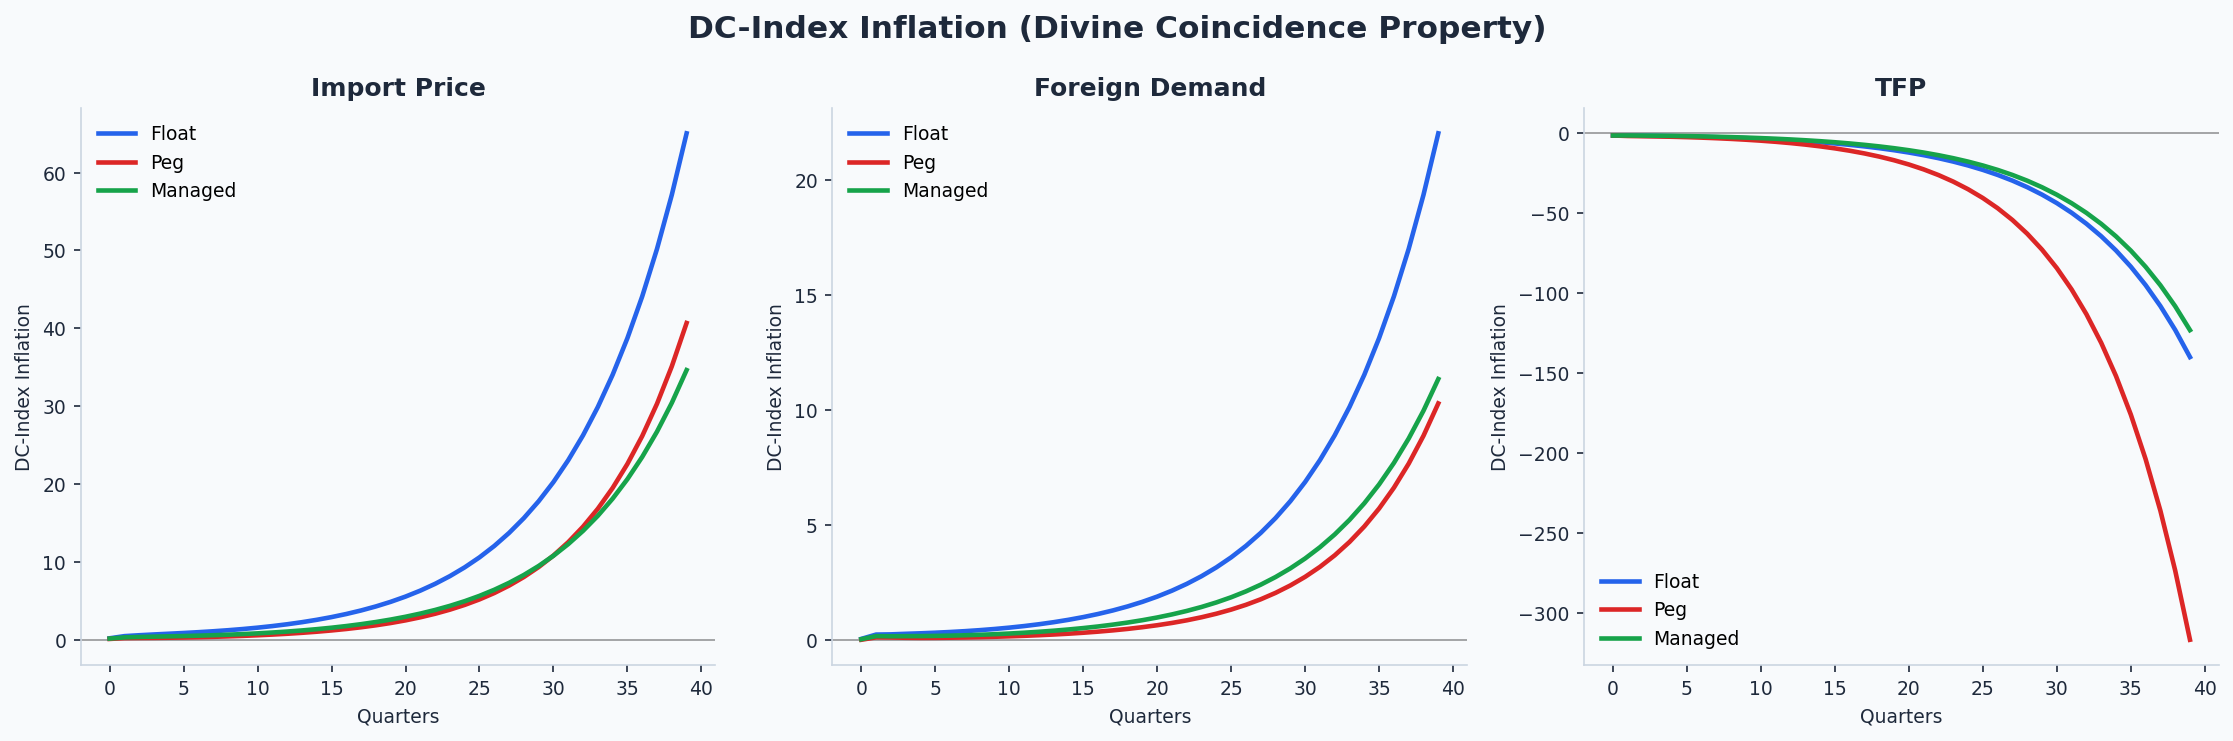 DC-Index Inflation (Divine Coincidence Property)
Import Price
DC-Index Inflation
60
50
40
30
20
10
0
Float
Peg
Managed
0 5 10 15 20 25 30 35 40
Quarters
Foreign Demand
DC-Index Inflation
20
15
10
5
0
Float
Peg
Managed
0 5 10 15 20 25 30 35 40
Quarters
TFP
DC-Index Inflation
0
−50
−100
−150
−200
−250
−300
Float
Peg
Managed
0 5 10 15 20 25 30 35 40
Quarters